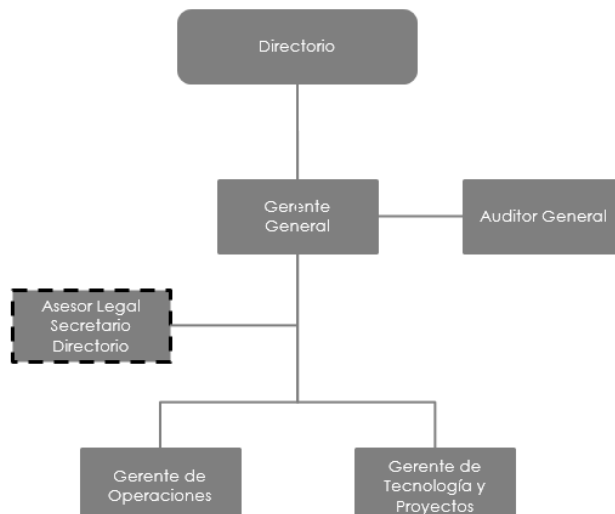 Directorio
Gerente
General
Auditor General
Asesor Legal
Secretario
Directorio
Gerente de
Operaciones
Gerente de
Tecnología y
Proyectos